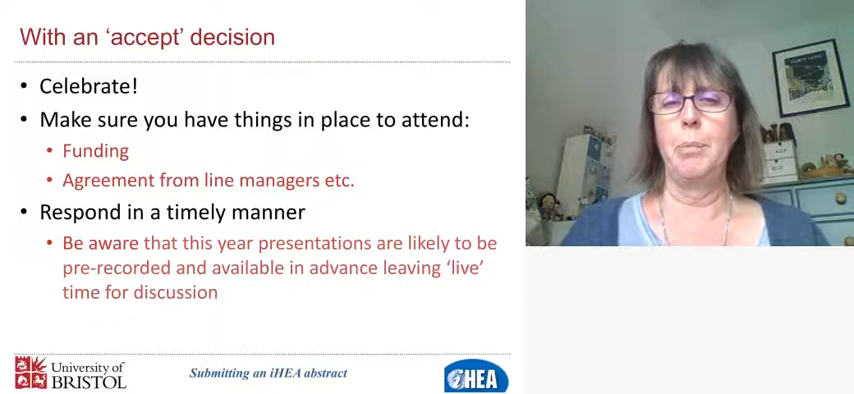 With an ‘accept’ decision
• Celebrate!
• Make sure you have things in place to attend:
• Funding
• Agreement from line managers etc.
• Respond in a timely manner
• Be aware that this year presentations are likely to be
pre-recorded and available in advance leaving ‘live’
time for discussion
University of
BRISTOL
Submitting an iHEA abstract
iHEA